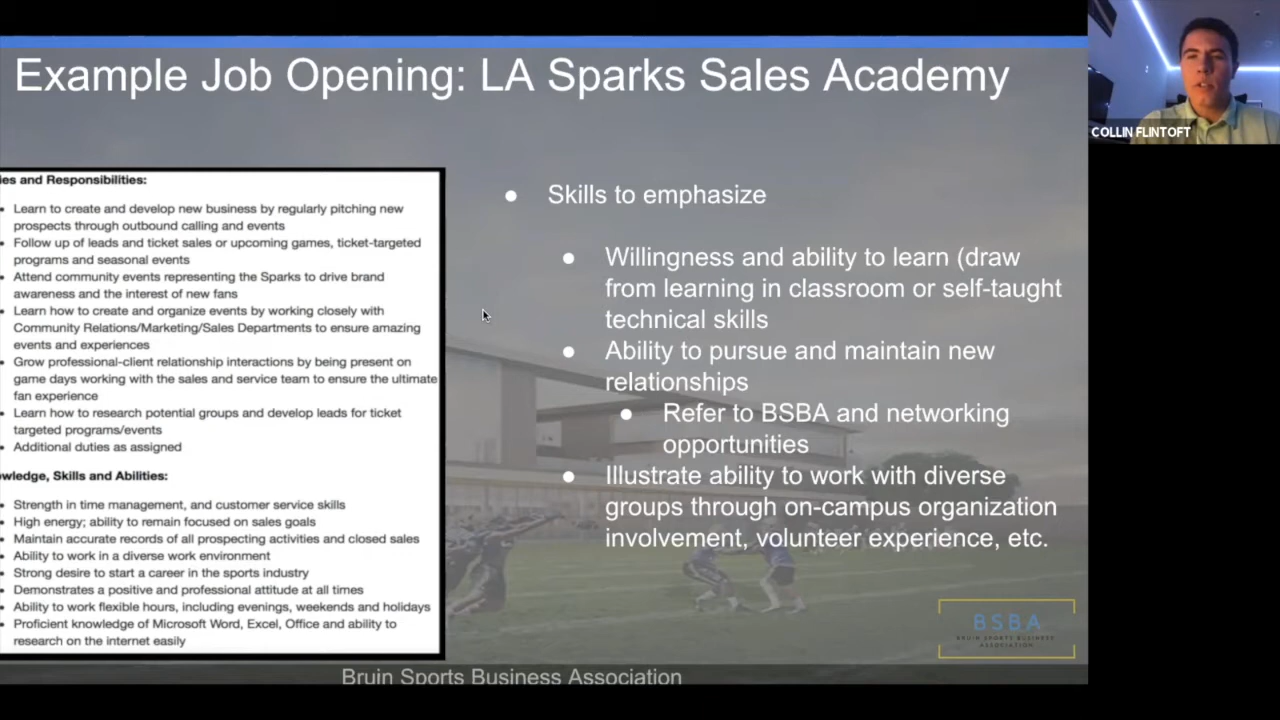 Example Job Opening: LA Sparks Sales Academy
COLLIN FLINTOFT
ies and Responsibilities:
Learn to create and develop new business by regularly pitching new
prospects through outbound calling and events
Follow up of leads and ticket sales or upcoming games, ticket-targeted
programs and seasonal events
Attend community events representing the Sparks to drive brand
awareness and the interest of new fans
Learn how to create and organize events by working closely with
Community Relations/Marketing/Sales Departments to ensure amazing
events and experiences
Grow professional-client relationship interactions by being present on
game days working with the sales and service team to ensure the ultimate
fan experience
Learn how to research potential groups and develop leads for ticket
targeted programs/events
Additional duties as assigned
wledge, Skills and Abilities:
Strength in time management, and customer service skills
High energy; ability to remain focused on sales goals
Maintain accurate records of all prospecting activities and closed sales
Ability to work in a diverse work environment
Strong desire to start a career in the sports industry
Demonstrates a positive and professional attitude at all times
Ability to work flexible hours, including evenings, weekends and holidays
Proficient knowledge of Microsoft Word, Excel, Office and ability to
research on the internet easily
● Skills to emphasize
● Willingness and ability to learn (draw
from learning in classroom or self-taught
technical skills
● Ability to pursue and maintain new
relationships
● Refer to BSBA and networking
opportunities
● Illustrate ability to work with diverse
groups through on-campus organization
involvement, volunteer experience, etc.
BSBA
BRUIN SPORTS BUSINESS
ASSOCIATION
Bruin Sports Business Association